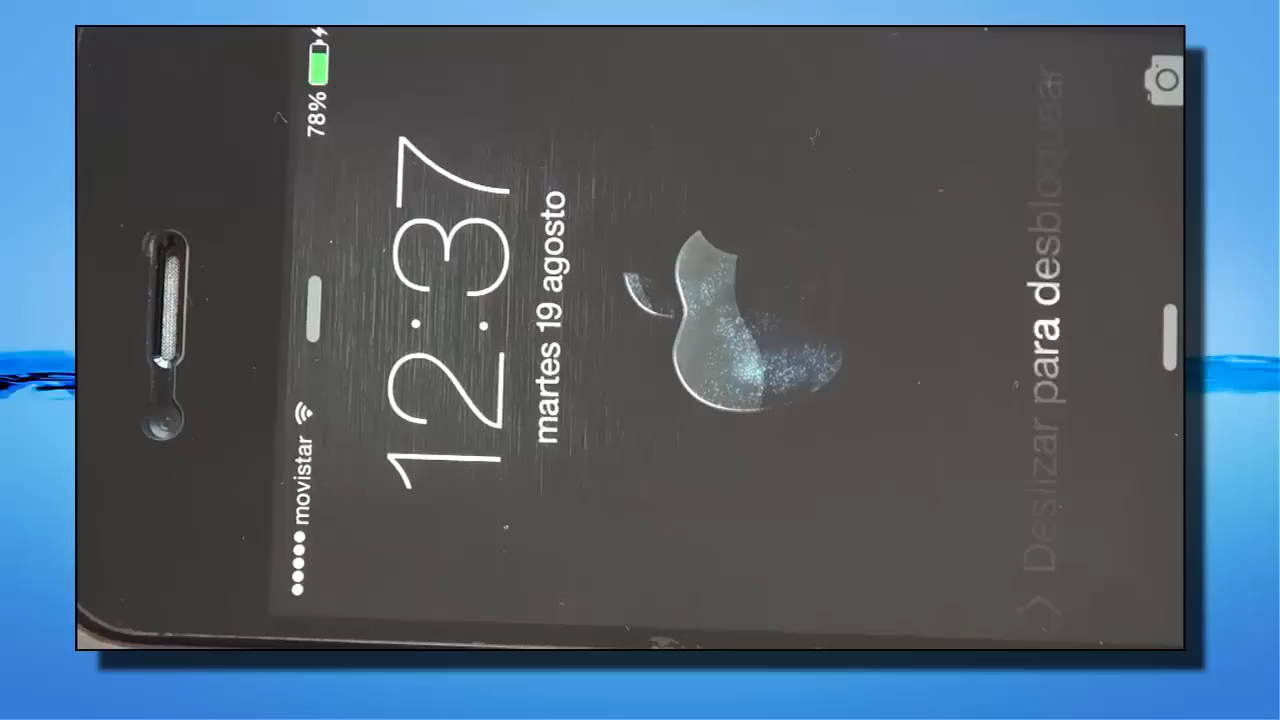 ●●●●● movistar 78%
12:37
martes 19 agosto
> Deslizar para desbloquear